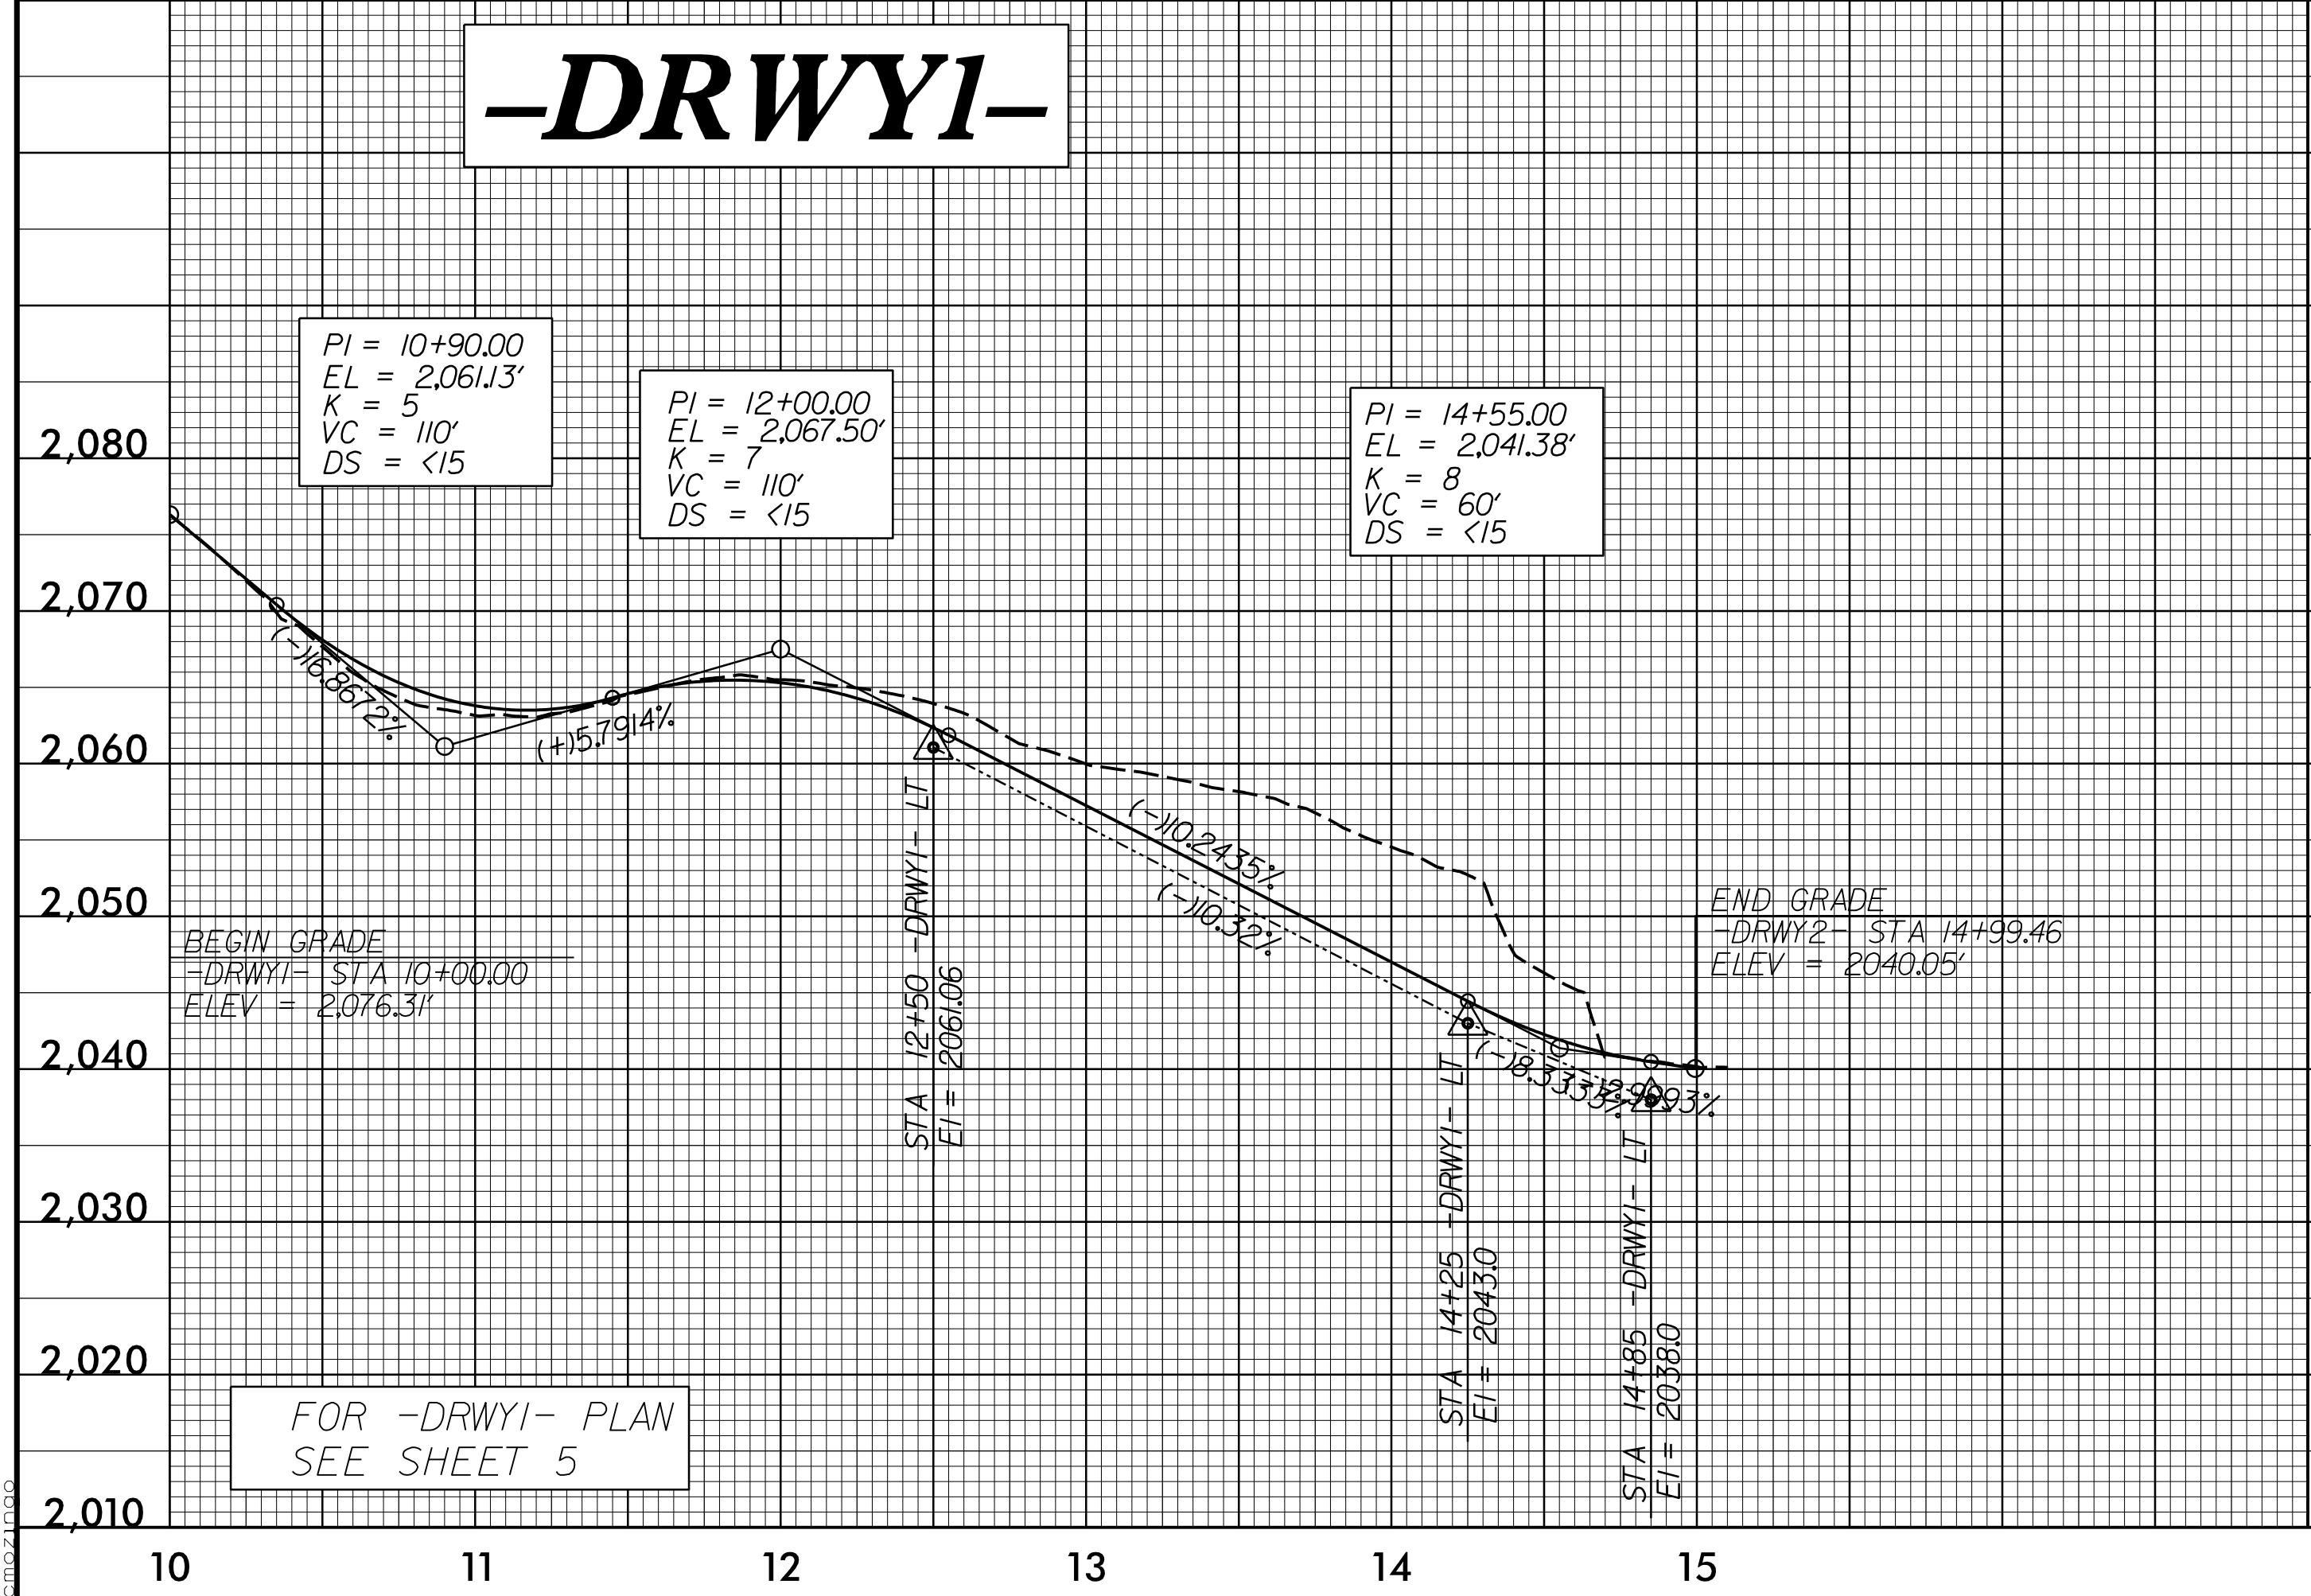 -DRWY1-
PI = 10+90.00
EL = 2,061.13'
K = 5
VC = 110'
DS = <15
PI = 12+00.00
EL = 2,067.50'
K = 7
VC = 110'
DS = <15
PI = 14+55.00
EL = 2,041.38'
K = 8
VC = 60'
DS = <15
2,080
2,070
2,060
2,050
2,040
2,030
2,020
2,010
(-)16.8672%
(+)5.7914%
(-)10.2435%
(-)10.32%
(-)8.3333%
BEGIN GRADE
-DRWY1- STA 10+00.00
ELEV = 2,076.31'
END GRADE
-DRWY2- STA 14+99.46
ELEV = 2040.05'
STA 12+50 -DRWY1- LT
El = 2061.06
STA 14+25 -DRWY1- LT
El = 2043.0
STA 14+85 -DRWY1- LT
El = 2038.0
FOR -DRWY1- PLAN
SEE SHEET 5
10 11 12 13 14 15
cmozingo